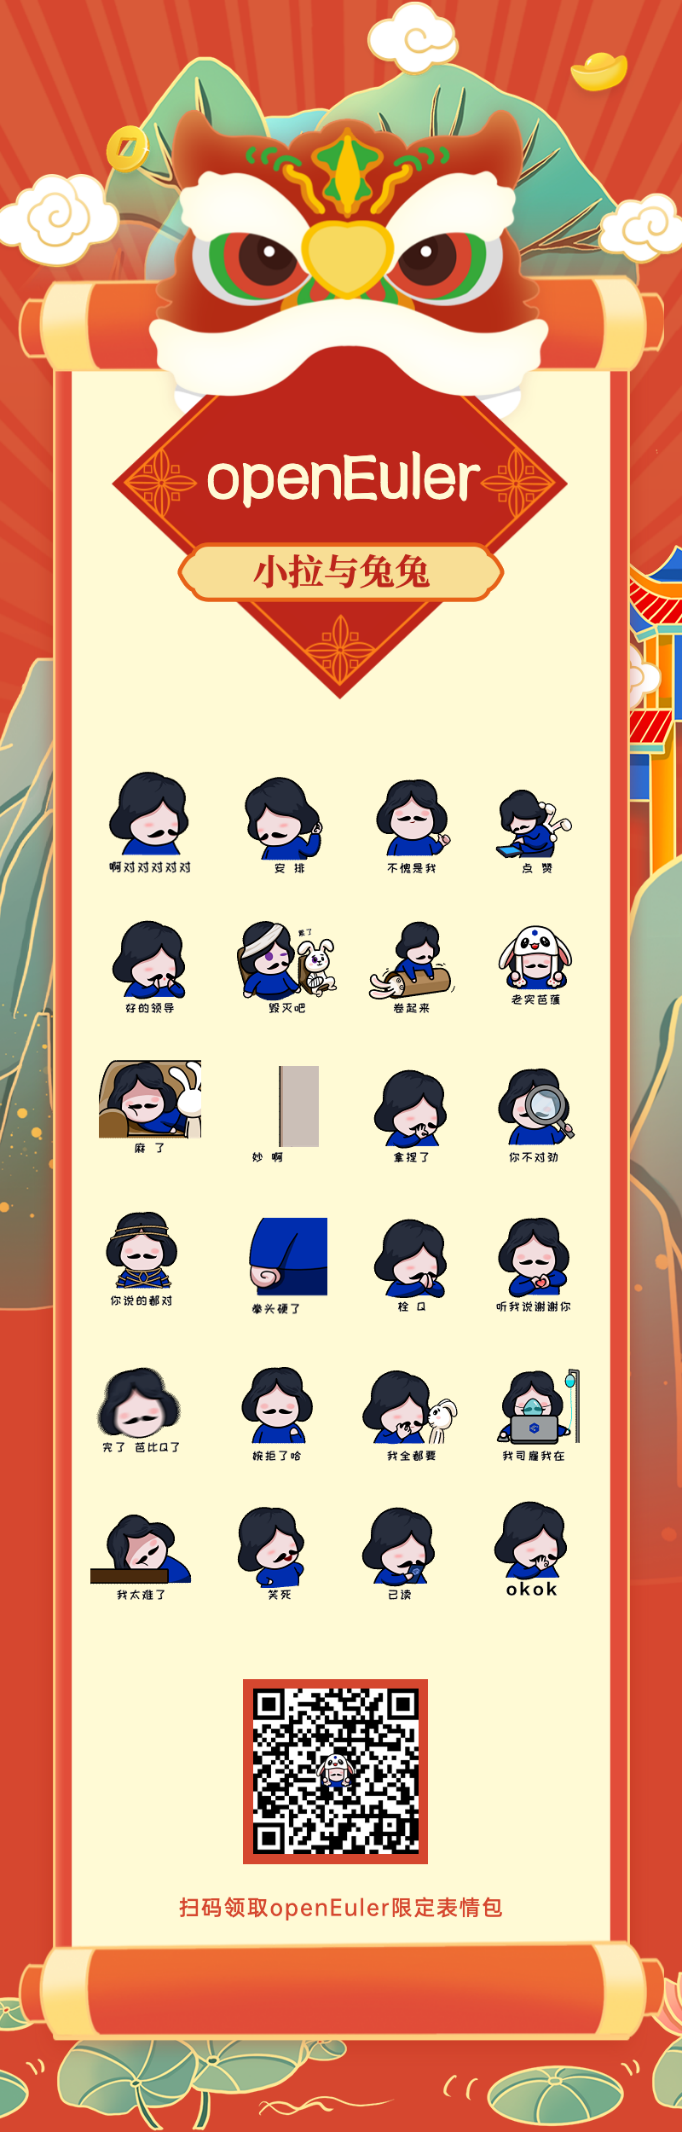 openEuler
小拉与兔兔
啊对对对对对
安 排
不愧是我
点 赞
好的领导
累了
毁灭吧
卷起来
老实芭蕉
麻 了
妙 啊
拿捏了
你不对劲
你说的都对
拳头硬了
栓 Q
听我说谢谢你
完了 芭比Q了
婉拒了哈
我全都要
我司雇我在
我太难了
笑死
已读
okok
扫码领取openEuler限定表情包